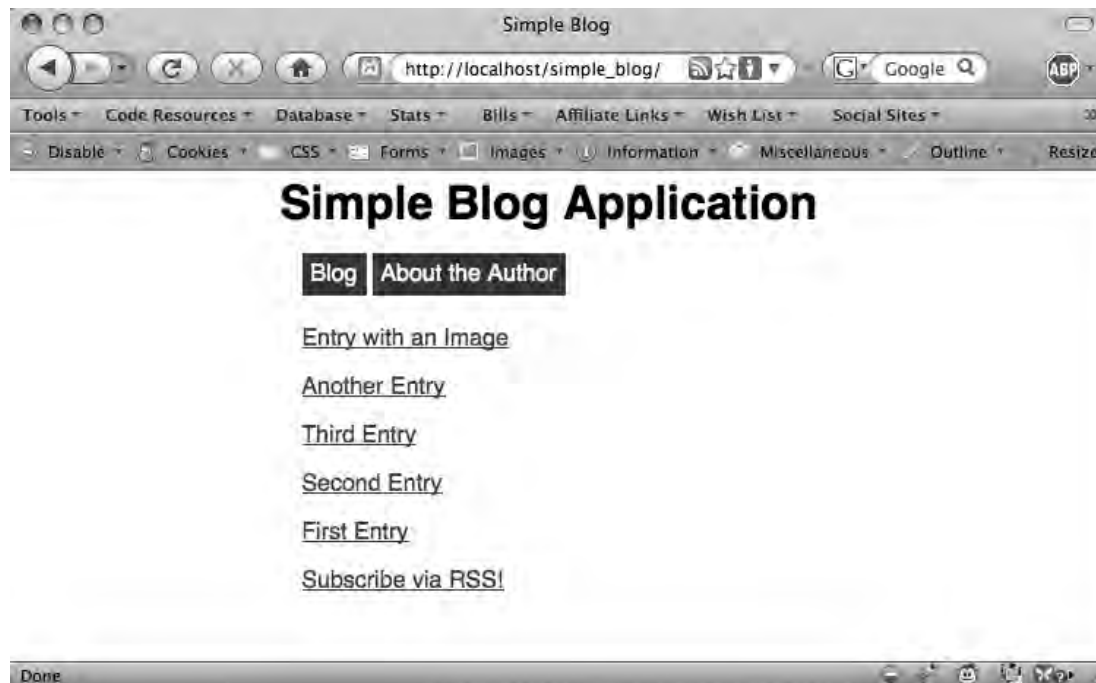 Simple Blog
http://localhost/simple_blog/ G Google ABP
Tools Code Resources Database Stats Bills Affiliate Links Wish List Social Sites
Disable Cookies CSS Forms Images Information Miscellaneous Outline Resize
Simple Blog Application
Blog About the Author
Entry with an Image
Another Entry
Third Entry
Second Entry
First Entry
Subscribe via RSS!
Done